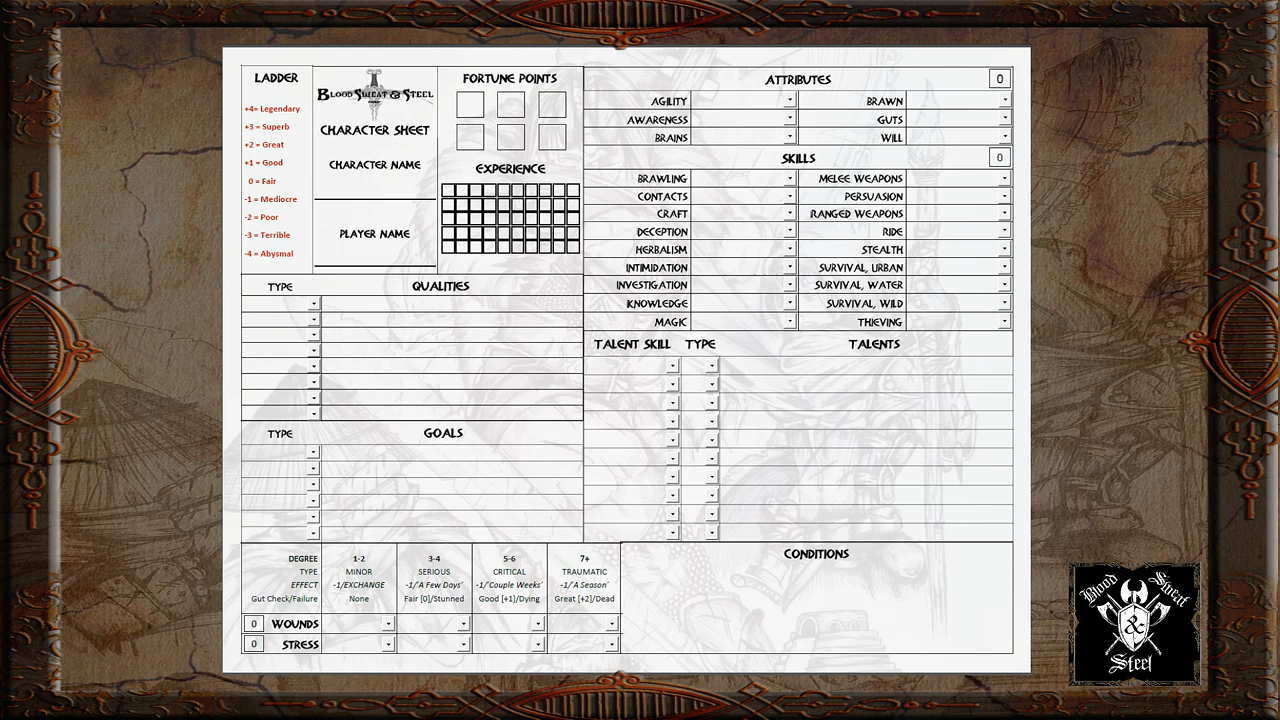 LADDER
+4= Legendary
+3 = Superb
+2 = Great
+1 = Good
0 = Fair
-1 = Mediocre
-2 = Poor
-3 = Terrible
-4 = Abysmal
BLOOD SWEAT & STEEL
CHARACTER SHEET
CHARACTER NAME
PLAYER NAME
FORTUNE POINTS
EXPERIENCE
ATTRIBUTES 0
AGILITY BRAWN
AWARENESS GUTS
BRAINS WILL
SKILLS 0
BRAWLING MELEE WEAPONS
CONTACTS PERSUASION
CRAFT RANGED WEAPONS
DECEPTION RIDE
HERBALISM STEALTH
INTIMIDATION SURVIVAL, URBAN
INVESTIGATION SURVIVAL, WATER
KNOWLEDGE SURVIVAL, WILD
MAGIC THIEVING
TYPE QUALITIES
TYPE GOALS
TALENT SKILL TYPE TALENTS
DEGREE 1-2 3-4 5-6 7+
TYPE MINOR SERIOUS CRITICAL TRAUMATIC
EFFECT -1/EXCHANGE -1/'A Few Days' -1/'Couple Weeks' -1/'A Season'
Gut Check/Failure None Fair [0]/Stunned Good [+1]/Dying Great [+2]/Dead
0 WOUNDS
0 STRESS
CONDITIONS
Blood Sweat
&
Steel